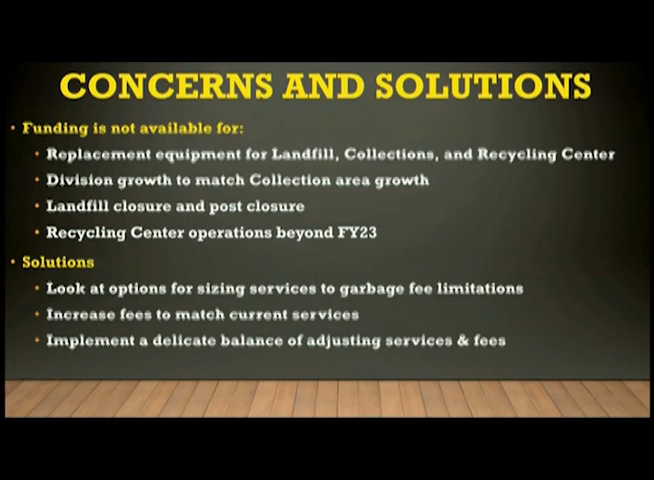 CONCERNS AND SOLUTIONS
• Funding is not available for:
• Replacement equipment for Landfill, Collections, and Recycling Center
• Division growth to match Collection area growth
• Landfill closure and post closure
• Recycling Center operations beyond FY23
• Solutions
• Look at options for sizing services to garbage fee limitations
• Increase fees to match current services
• Implement a delicate balance of adjusting services & fees